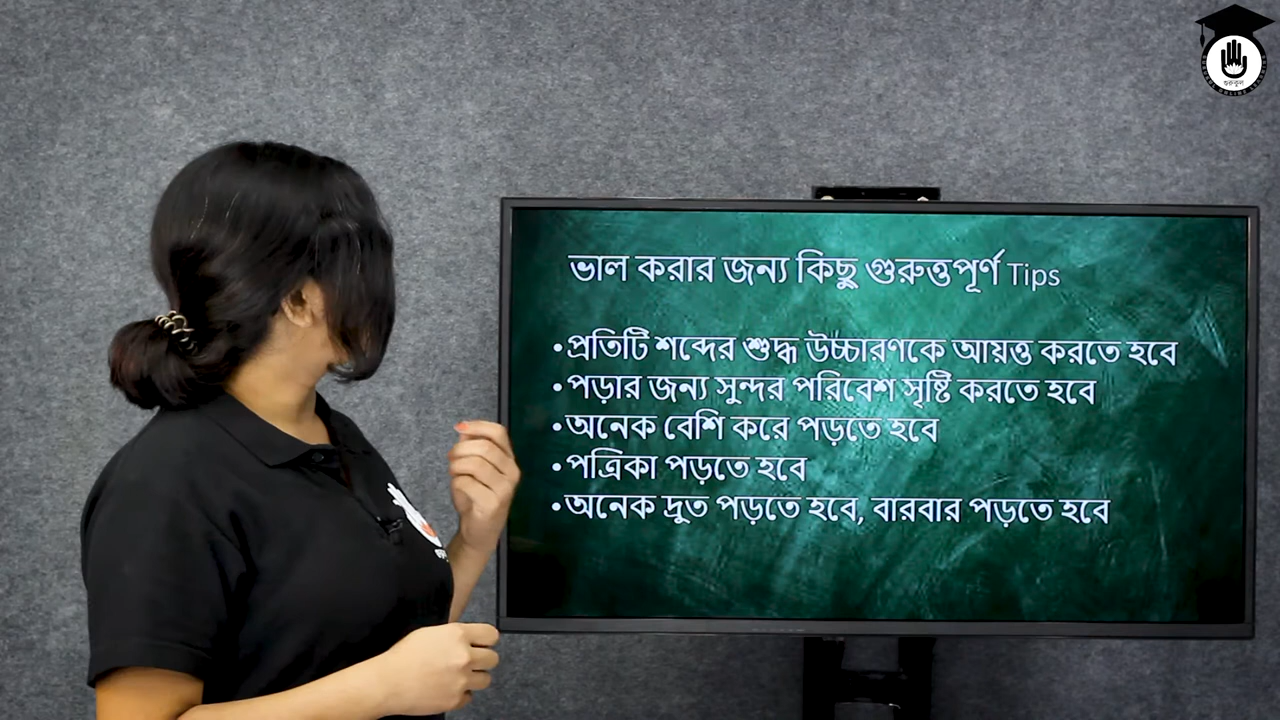 গুরুকুল
ভাল করার জন্য কিছু গুরুত্তপূর্ণ Tips
•প্রতিটি শব্দের শুদ্ধ উচ্চারণকে আয়ত্ত করতে হবে
•পড়ার জন্য সুন্দর পরিবেশ সৃষ্টি করতে হবে
•অনেক বেশি করে পড়তে হবে
•পত্রিকা পড়তে হবে
•অনেক দ্রুত পড়তে হবে, বারবার পড়তে হবে